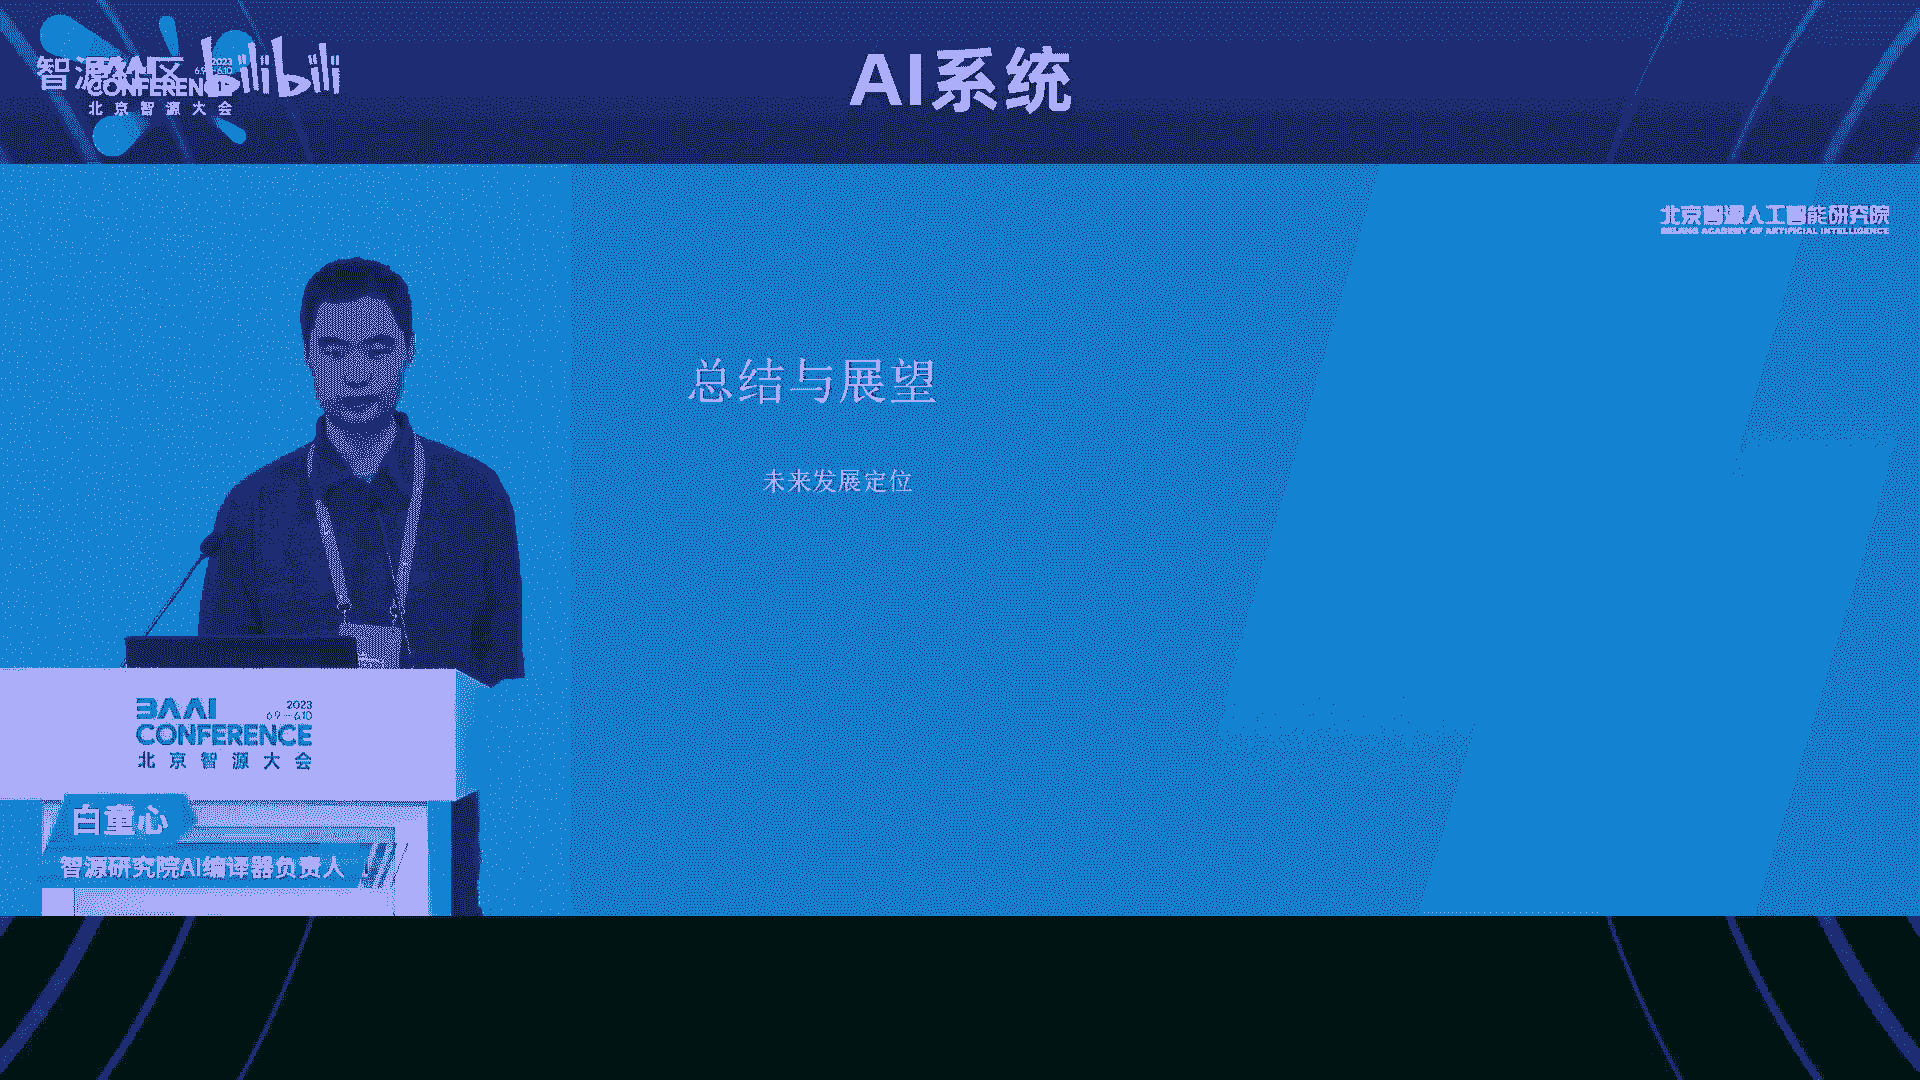 智源社区 bilibili
BAAI 2023
6.9-6.10
CONFERENCE
北京智源大会
AI系统
北京智源人工智能研究院
BEIJING ACADEMY OF ARTIFICIAL INTELLIGENCE
总结与展望
未来发展定位
BAAI 2023
6.9-6.10
CONFERENCE
北京智源大会
白童心
智源研究院AI编译器负责人